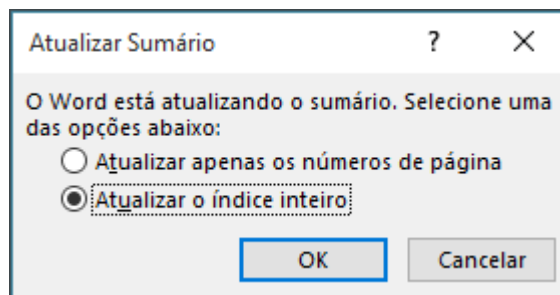 Atualizar Sumário ?
O Word está atualizando o sumário. Selecione uma
das opções abaixo:
Atualizar apenas os números de página
Atualizar o índice inteiro
OK Cancelar